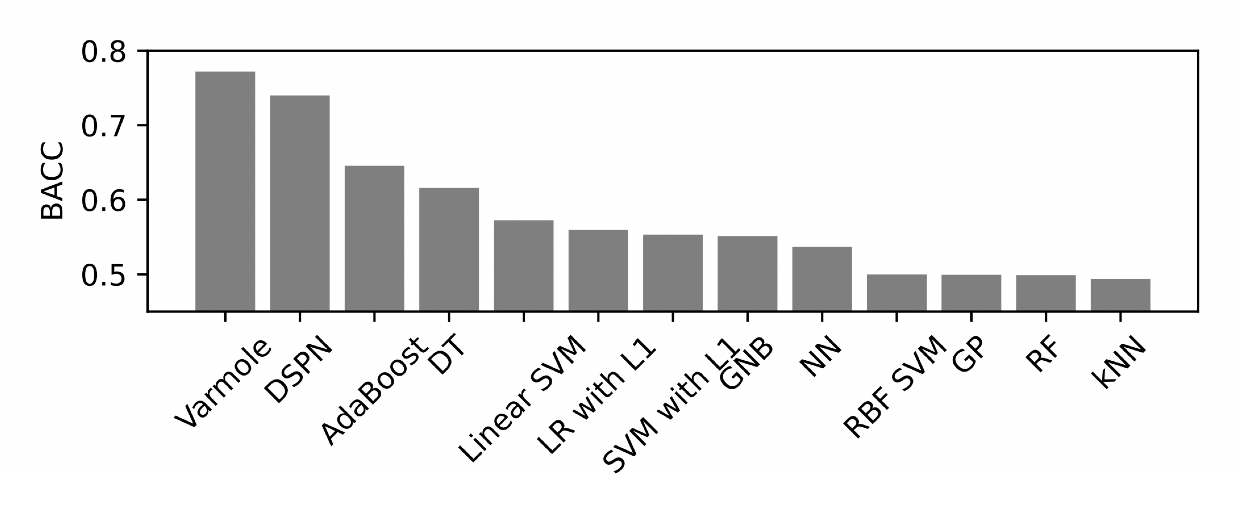 0.8
0.7
0.6
0.5
BACC
Varmole
DSPN
AdaBoost
DT
Linear SVM
LR with L1
SVM with L1
GNB
NN
RBF SVM
GP
RF
kNN